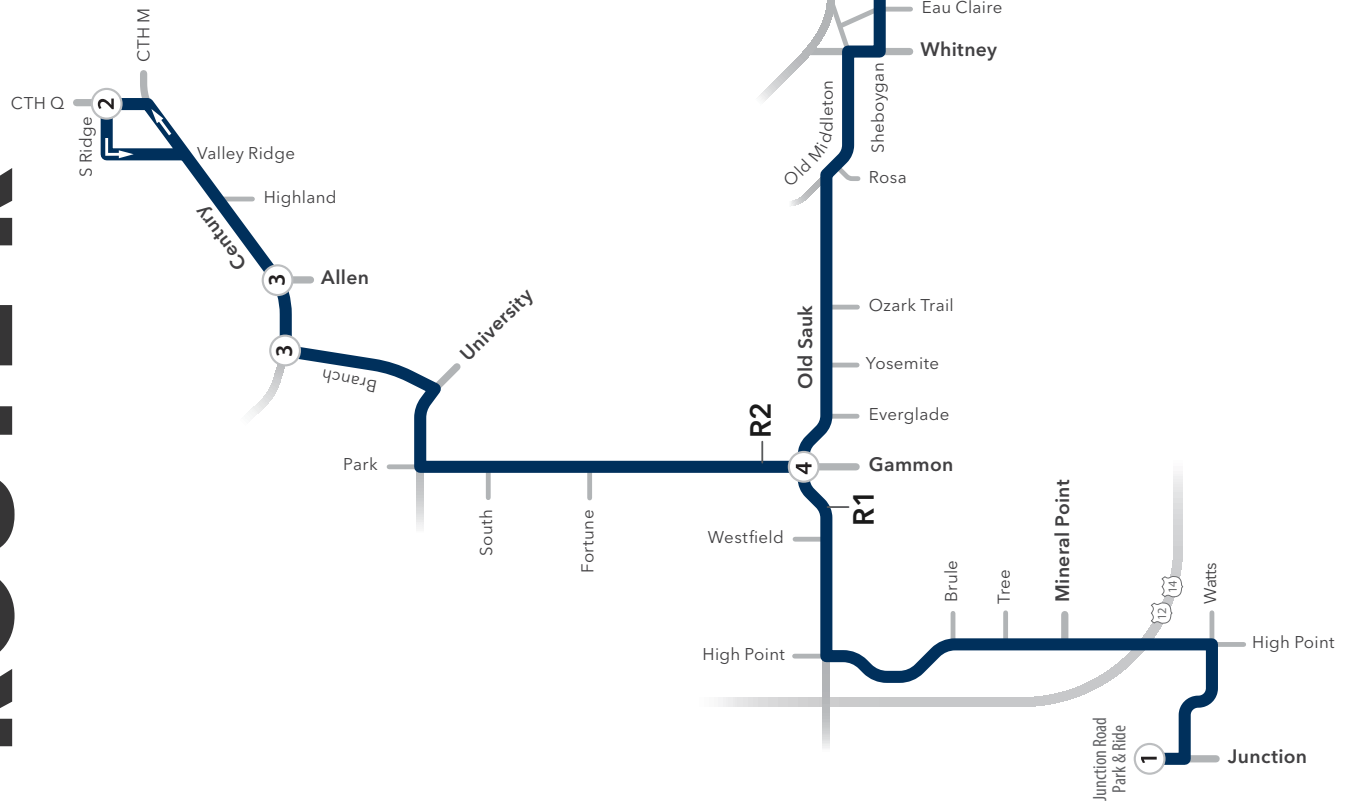 Eau Claire
CTH M
Whitney
CTH Q
2
S Ridge
Old Middleton
Sheboygan
Valley Ridge
Rosa
Highland
Century
3
Allen
University
Ozark Trail
Old Sauk
3
Branch
Yosemite
R2
Everglade
Park
4
Gammon
R1
South
Fortune
Westfield
Mineral Point
Brule
Tree
Watts
14
12
High Point
High Point
Junction Road
Park & Ride
1
Junction